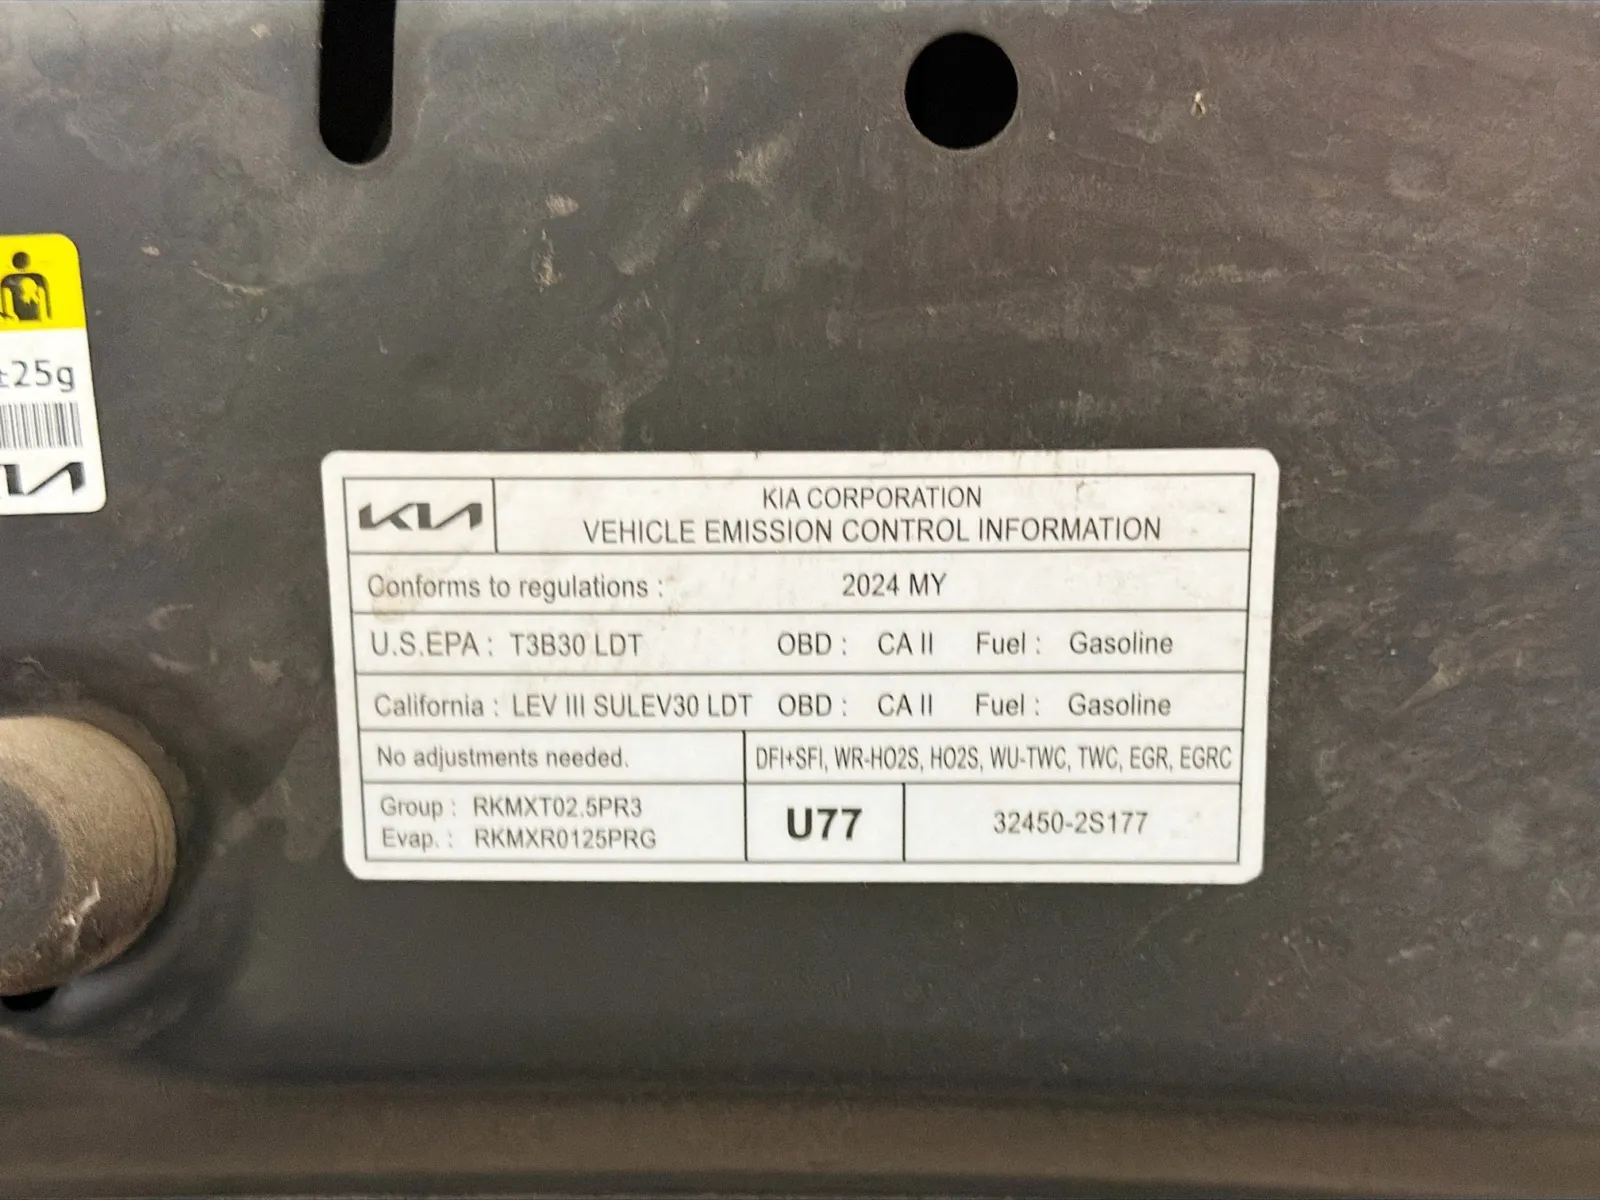 ±25g
KIA
KIA
KIA CORPORATION
VEHICLE EMISSION CONTROL INFORMATION
Conforms to regulations : 2024 MY
U.S.EPA : T3B30 LDT OBD : CA II Fuel : Gasoline
California : LEV III SULEV30 LDT OBD : CA II Fuel : Gasoline
No adjustments needed. DFI+SFI, WR-HO2S, HO2S, WU-TWC, TWC, EGR, EGRC
Group : RKMXT02.5PR3
Evap. : RKMXR0125PRG
U77
32450-2S177